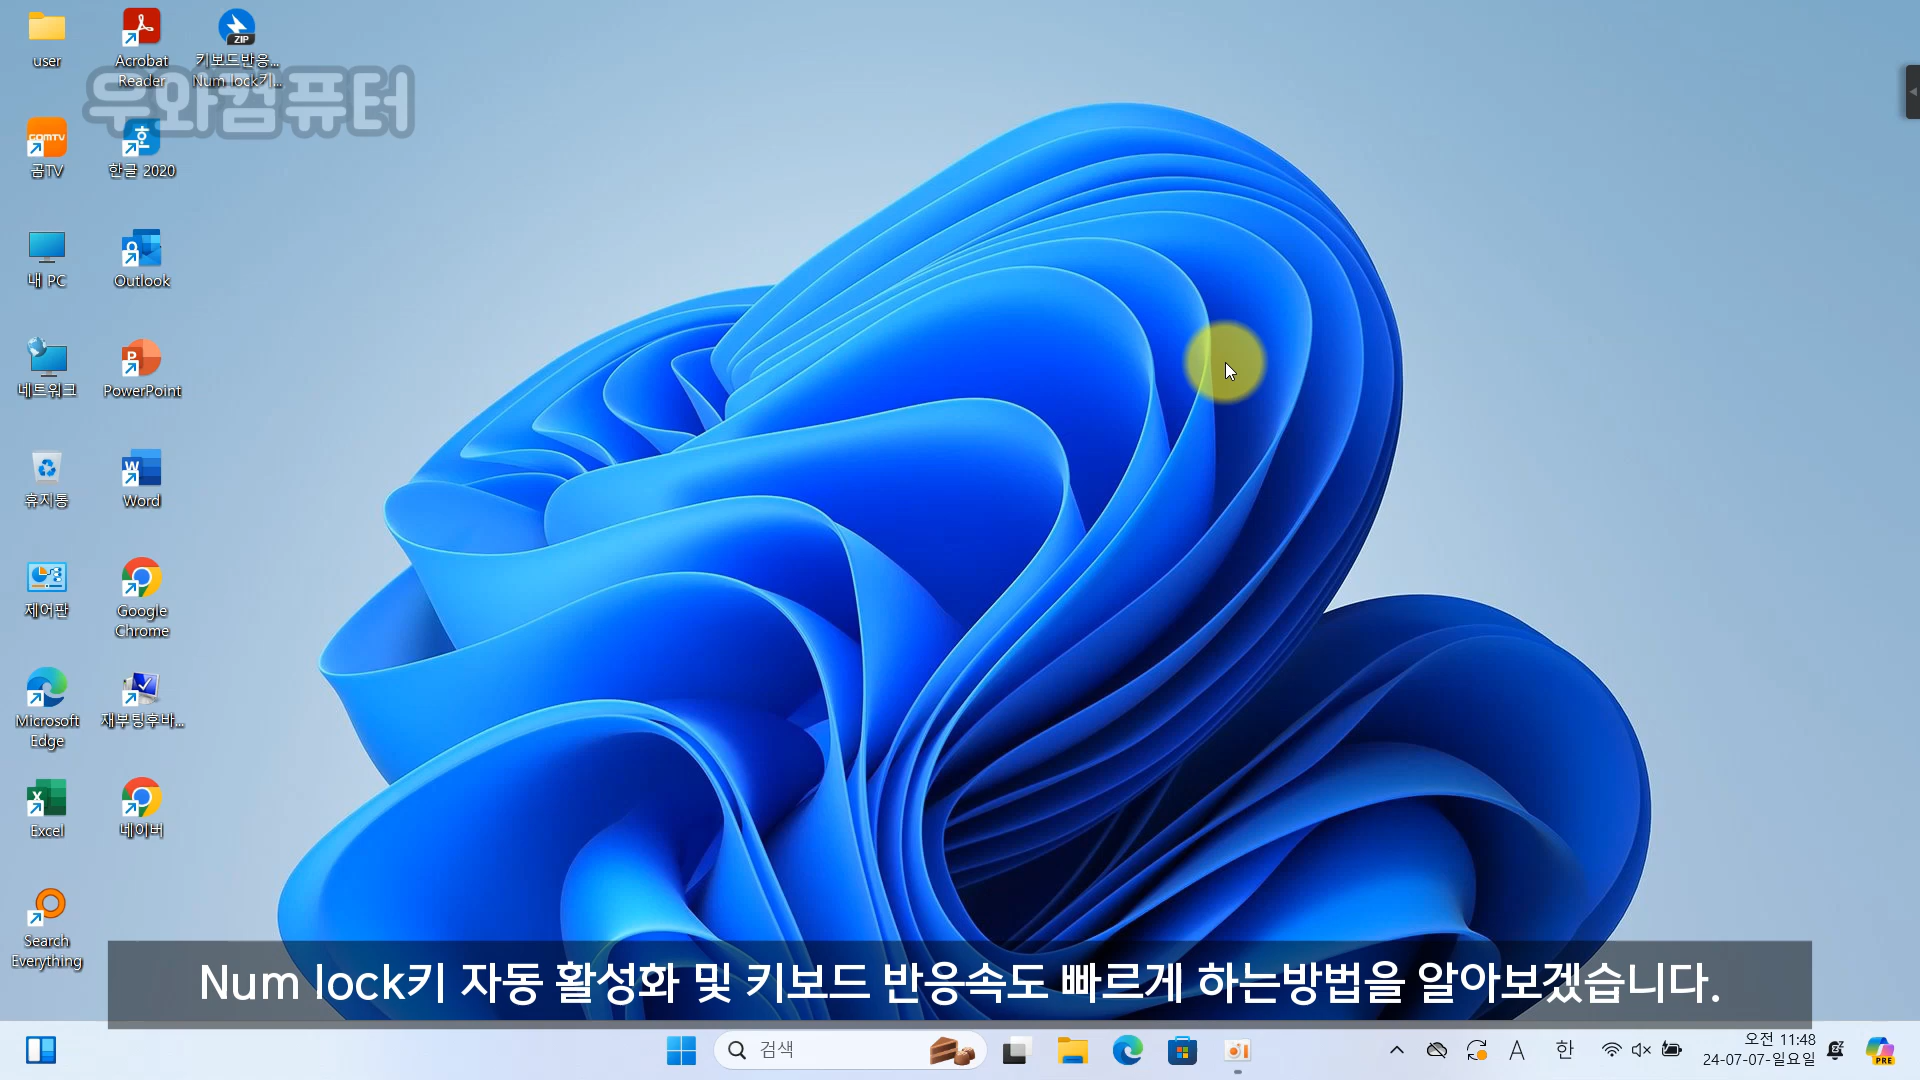 user
Acrobat
Reader
키보드반응...
Num lock키...
ZIP
두와컴퓨터
GOMTV
곰TV
한글 2020
내 PC
Outlook
네트워크
PowerPoint
휴지통
Word
제어판
Google
Chrome
Microsoft
Edge
재부팅후바...
Excel
네이버
Search
Everything
Num lock키 자동 활성화 및 키보드 반응속도 빠르게 하는방법을 알아보겠습니다.
검색
A
한
오전 11:48
24-07-07-일요일
PRE